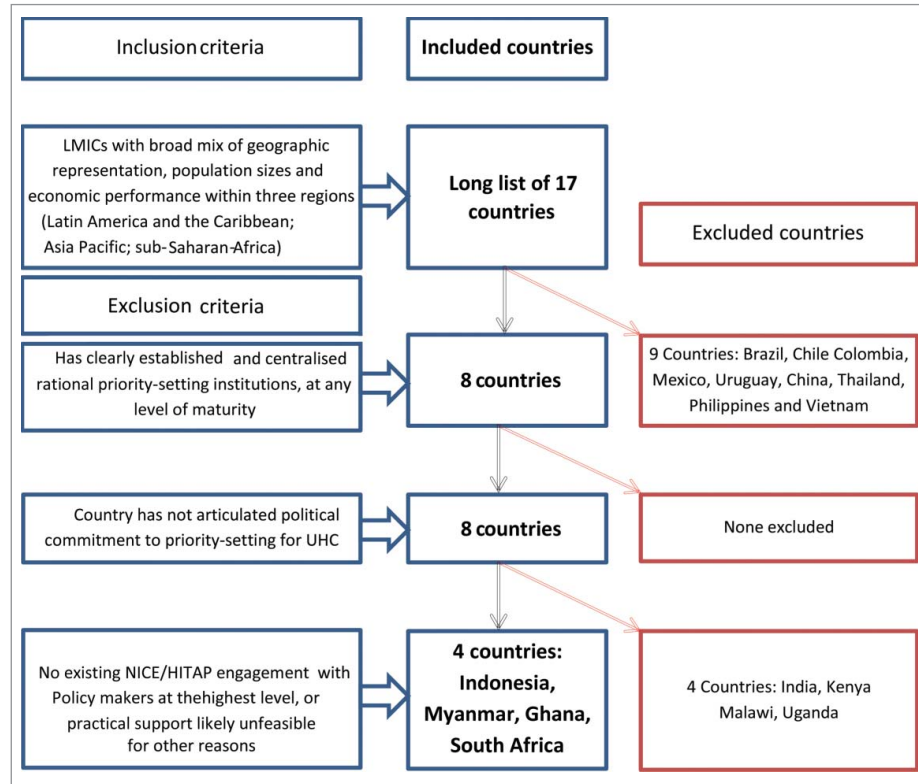 Inclusion criteria
Included countries
LMICs with broad mix of geographic
representation, population sizes and
economic performance within three regions
(Latin America and the Caribbean;
Asia Pacific; sub-Saharan-Africa)
Long list of 17
countries
Excluded countries
Exclusion criteria
Has clearly established and centralised
rational priority-setting institutions, at any
level of maturity
8 countries
9 Countries: Brazil, Chile Colombia,
Mexico, Uruguay, China, Thailand,
Philippines and Vietnam
Country has not articulated political
commitment to priority-setting for UHC
8 countries
None excluded
No existing NICE/HITAP engagement with
Policy makers at thehighest level, or
practical support likely unfeasible
for other reasons
4 countries:
Indonesia,
Myanmar, Ghana,
South Africa
4 Countries: India, Kenya
Malawi, Uganda